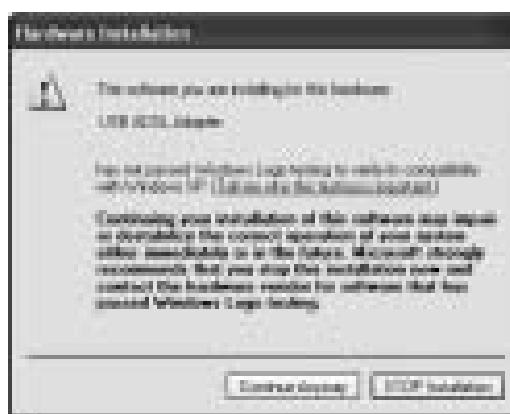 Hardware Installation
The software you are installing for this hardware:
USB ADSL Adapter
has not passed Windows Logo testing to verify its compatibility
with Windows XP. (Tell me why this testing is important.)
Continuing your installation of this software may impair
or destabilize the correct operation of your system
either immediately or in the future. Microsoft strongly
recommends that you stop this installation now and
contact the hardware vendor for software that has
passed Windows Logo testing.
Continue Anyway
STOP Installation